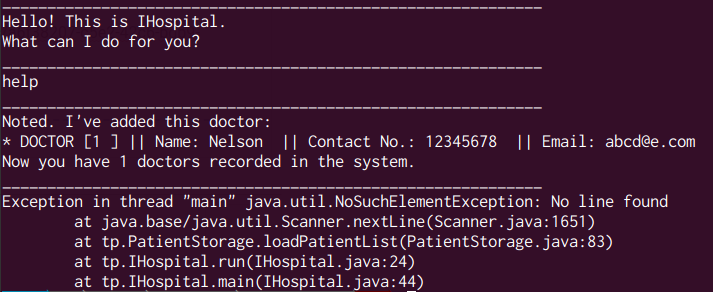 ____________________________________________________________
Hello! This is IHospital.
What can I do for you?
____________________________________________________________
help
____________________________________________________________
Noted. I've added this doctor:
* DOCTOR [1 ] || Name: Nelson  || Contact No.: 12345678  || Email: abcd@e.com
Now you have 1 doctors recorded in the system.
____________________________________________________________
Exception in thread "main" java.util.NoSuchElementException: No line found
        at java.base/java.util.Scanner.nextLine(Scanner.java:1651)
        at tp.PatientStorage.loadPatientList(PatientStorage.java:83)
        at tp.IHospital.run(IHospital.java:24)
        at tp.IHospital.main(IHospital.java:44)